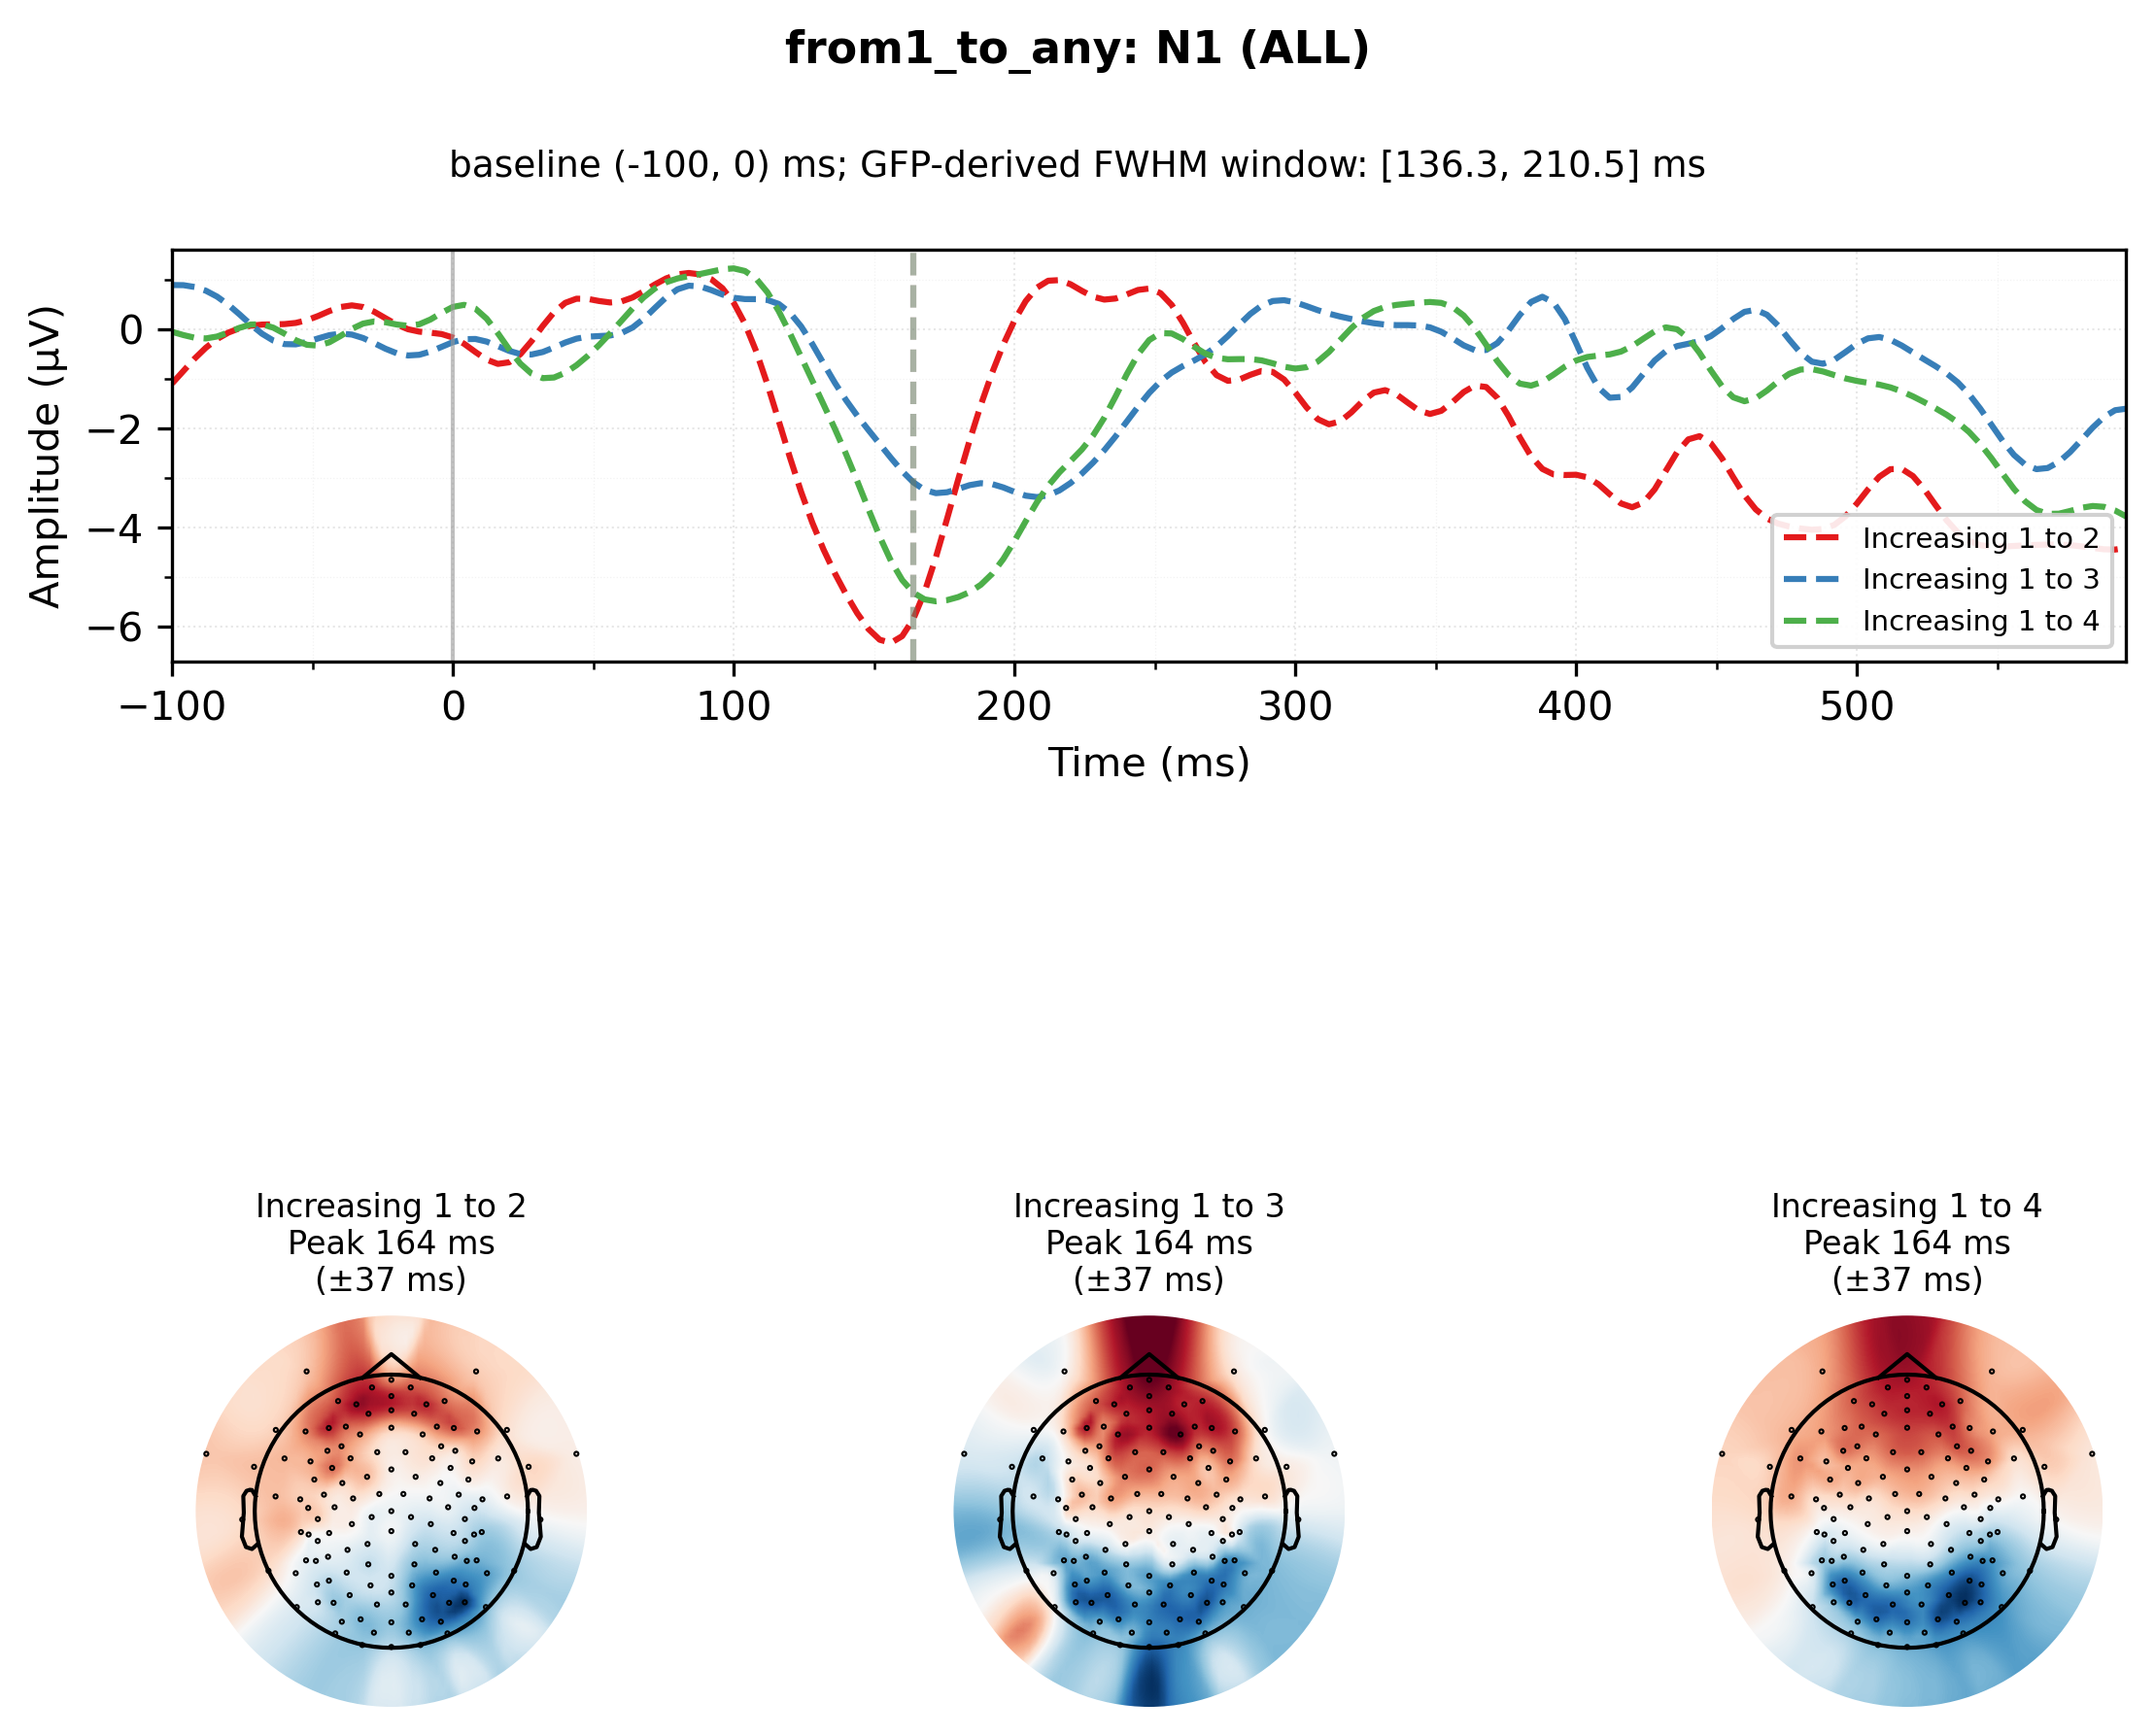 from1_to_any: N1 (ALL)
baseline (-100, 0) ms; GFP-derived FWHM window: [136.3, 210.5] ms
Amplitude (µV)
0
−2
−4
−6
−100
0
100
200
300
400
500
Time (ms)
Increasing 1 to 2
Increasing 1 to 3
Increasing 1 to 4
Increasing 1 to 2
Peak 164 ms
(±37 ms)
Increasing 1 to 3
Peak 164 ms
(±37 ms)
Increasing 1 to 4
Peak 164 ms
(±37 ms)